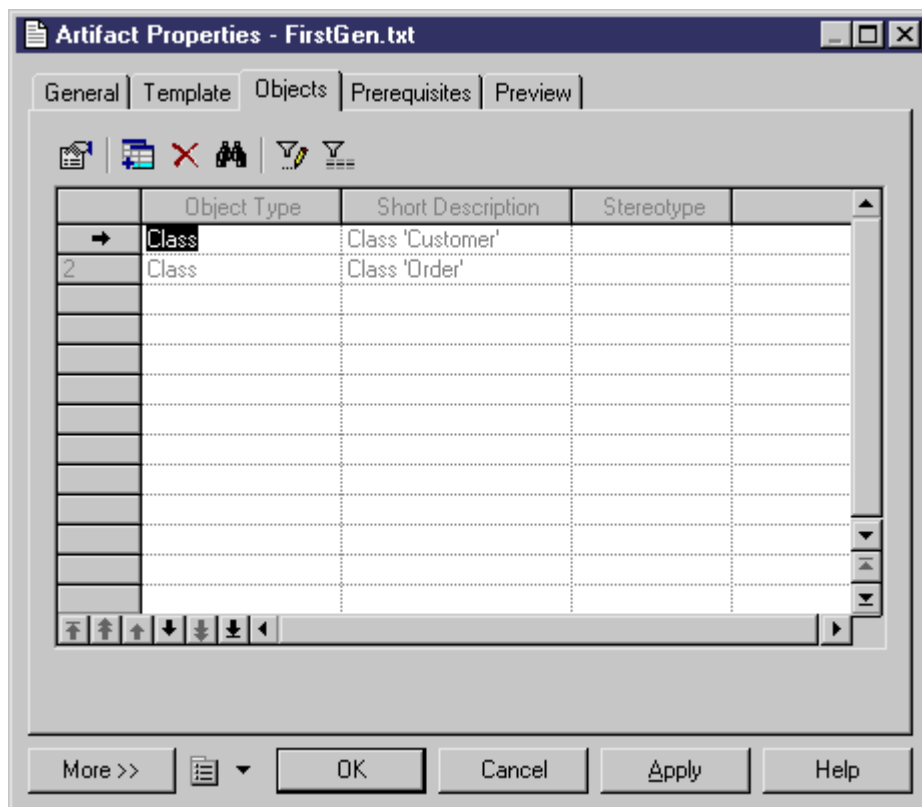 Artifact Properties - FirstGen.txt
General Template Objects Prerequisites Preview
Object Type Short Description Stereotype
Class Class 'Customer'
2 Class Class 'Order'
More >> OK Cancel Apply Help